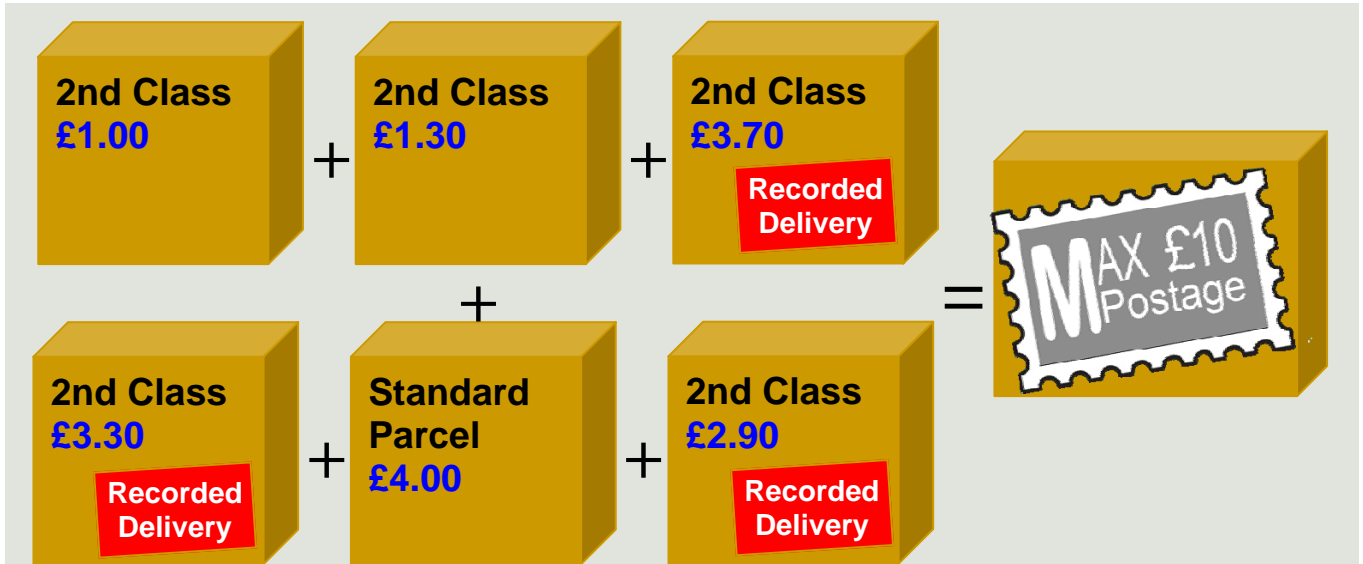 2nd Class
£1.00
+
2nd Class
£1.30
+
2nd Class
£3.70
Recorded
Delivery
+
2nd Class
£3.30
Recorded
Delivery
+
Standard
Parcel
£4.00
+
2nd Class
£2.90
Recorded
Delivery
=
MAX £10
Postage